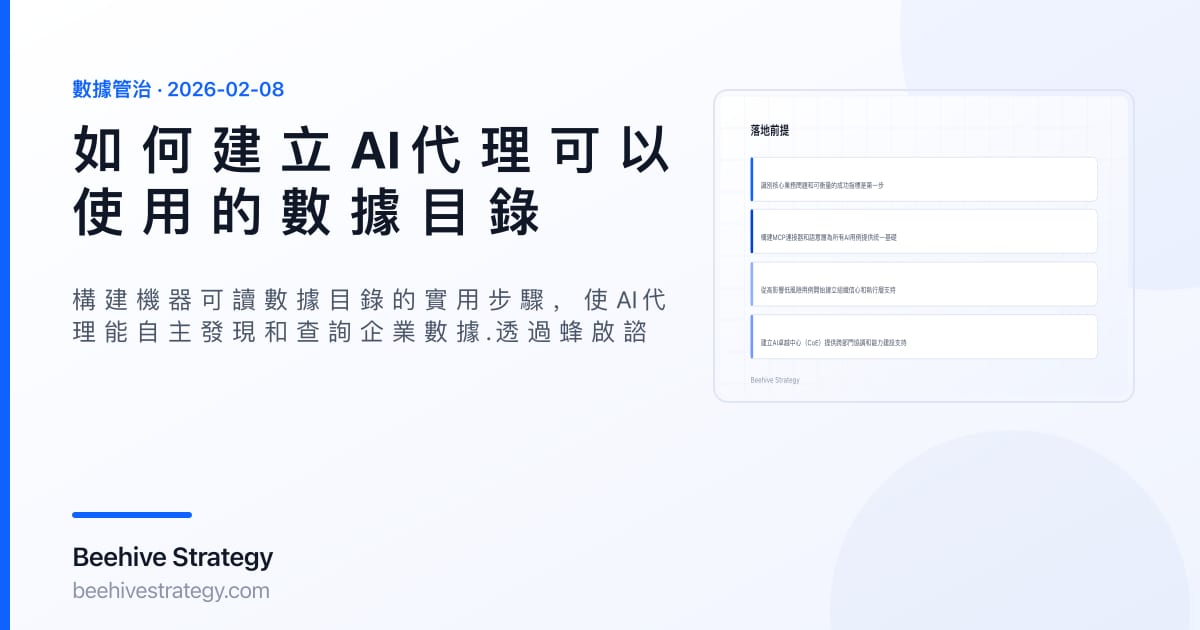 數據管治 · 2026-02-08
如何建立AI代理可以
使用的數據目錄
構建機器可讀數據目錄的實用步驟，使AI代
理能自主發現和查詢企業數據.透過蜂啟諮
落地前提
識別核心業務問題和可衡量的成功指標是第一步
構建MCP連接器和語意層為所有AI用例提供統一基礎
從高影響低風險用例開始建立組織信心和執行層支持
建立AI卓越中心（CoE）提供跨部門協調和能力建設支持
Beehive Strategy
Beehive Strategy
beehivestrategy.com